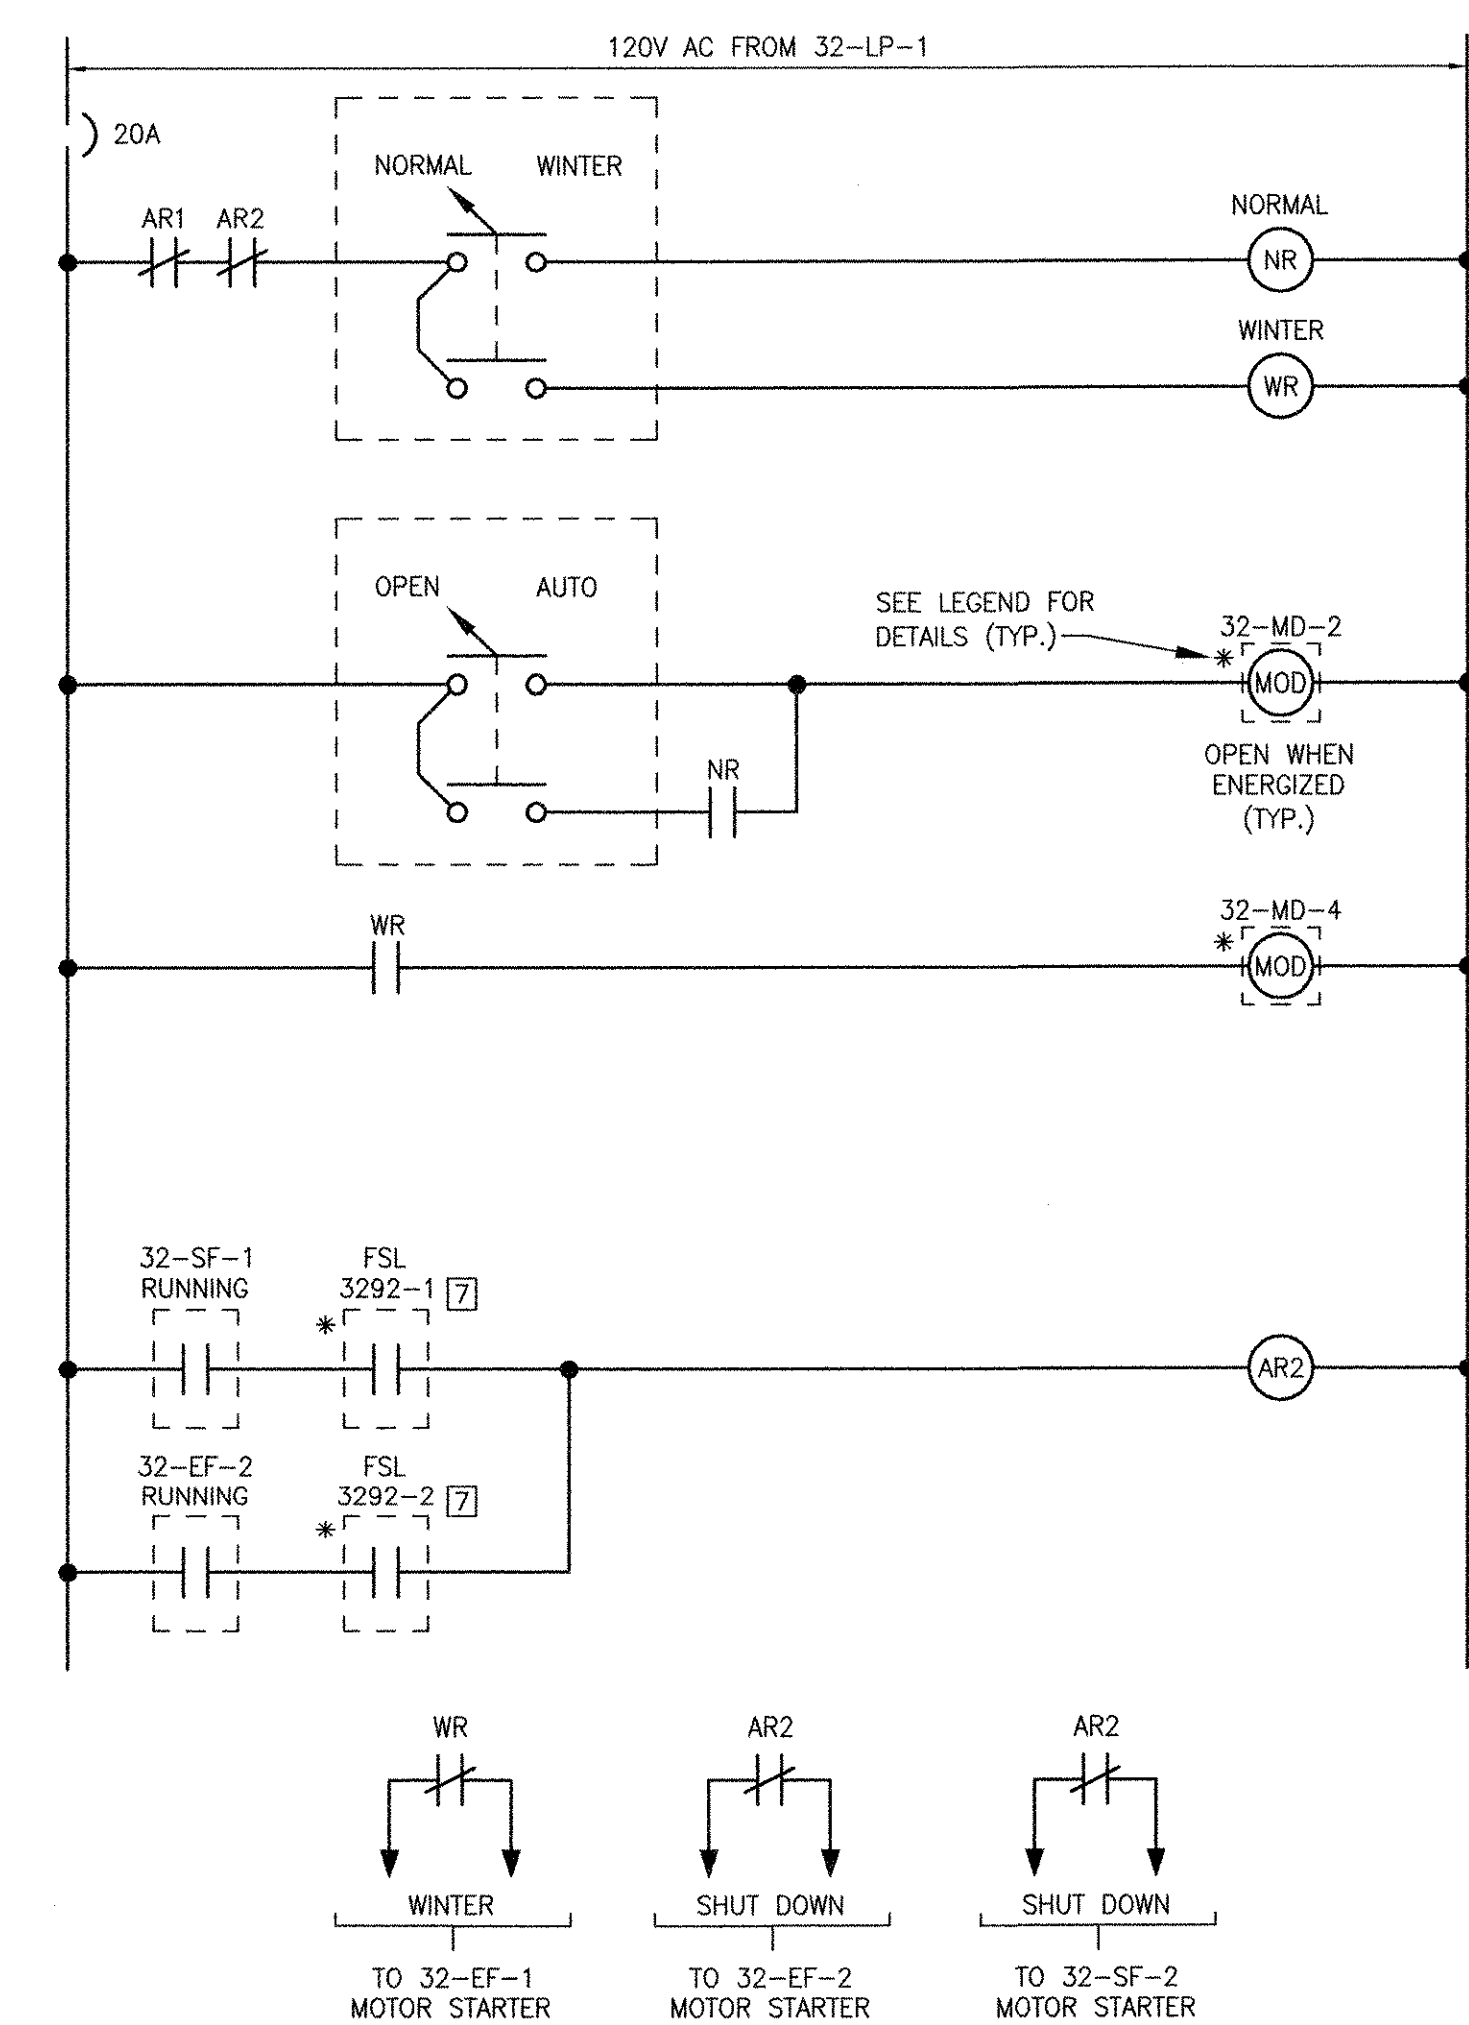 120V AC FROM 32-LP-1
20A
NORMAL WINTER
AR1 AR2
NORMAL
NR
WINTER
WR
OPEN AUTO
SEE LEGEND FOR
DETAILS (TYP.)
32-MD-2
* MOD
OPEN WHEN
ENERGIZED
(TYP.)
NR
WR
32-MD-4
* MOD
32-SF-1
RUNNING
FSL
3292-1 7
*
AR2
32-EF-2
RUNNING
FSL
3292-2 7
*
WR
WINTER
TO 32-EF-1
MOTOR STARTER
AR2
SHUT DOWN
TO 32-EF-2
MOTOR STARTER
AR2
SHUT DOWN
TO 32-SF-2
MOTOR STARTER